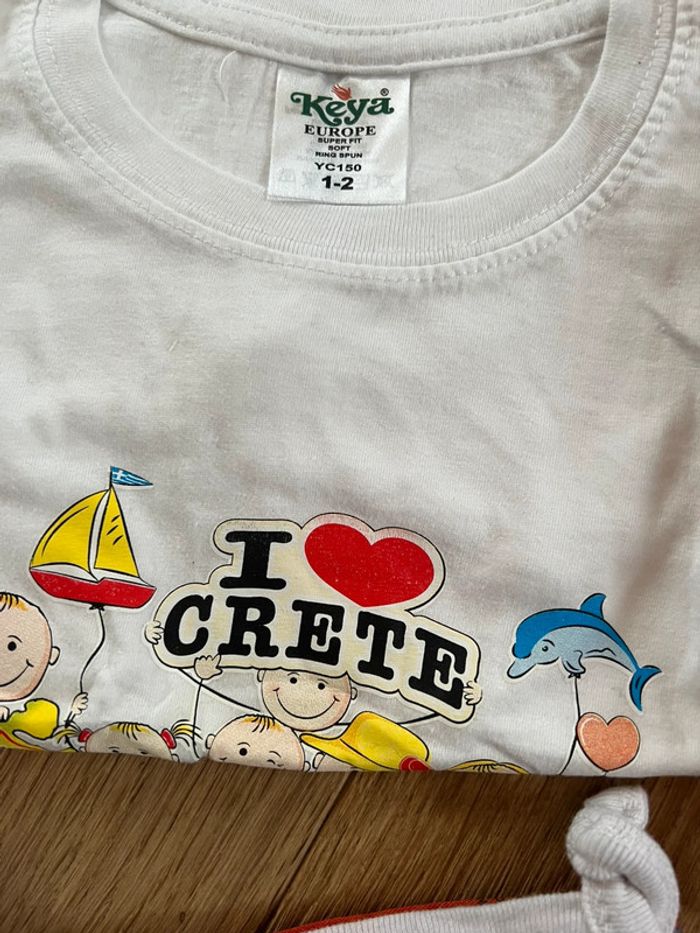 Keya®
EUROPE
SUPER FIT
SOFT
RING SPUN
YC150
1-2
I
CRETE